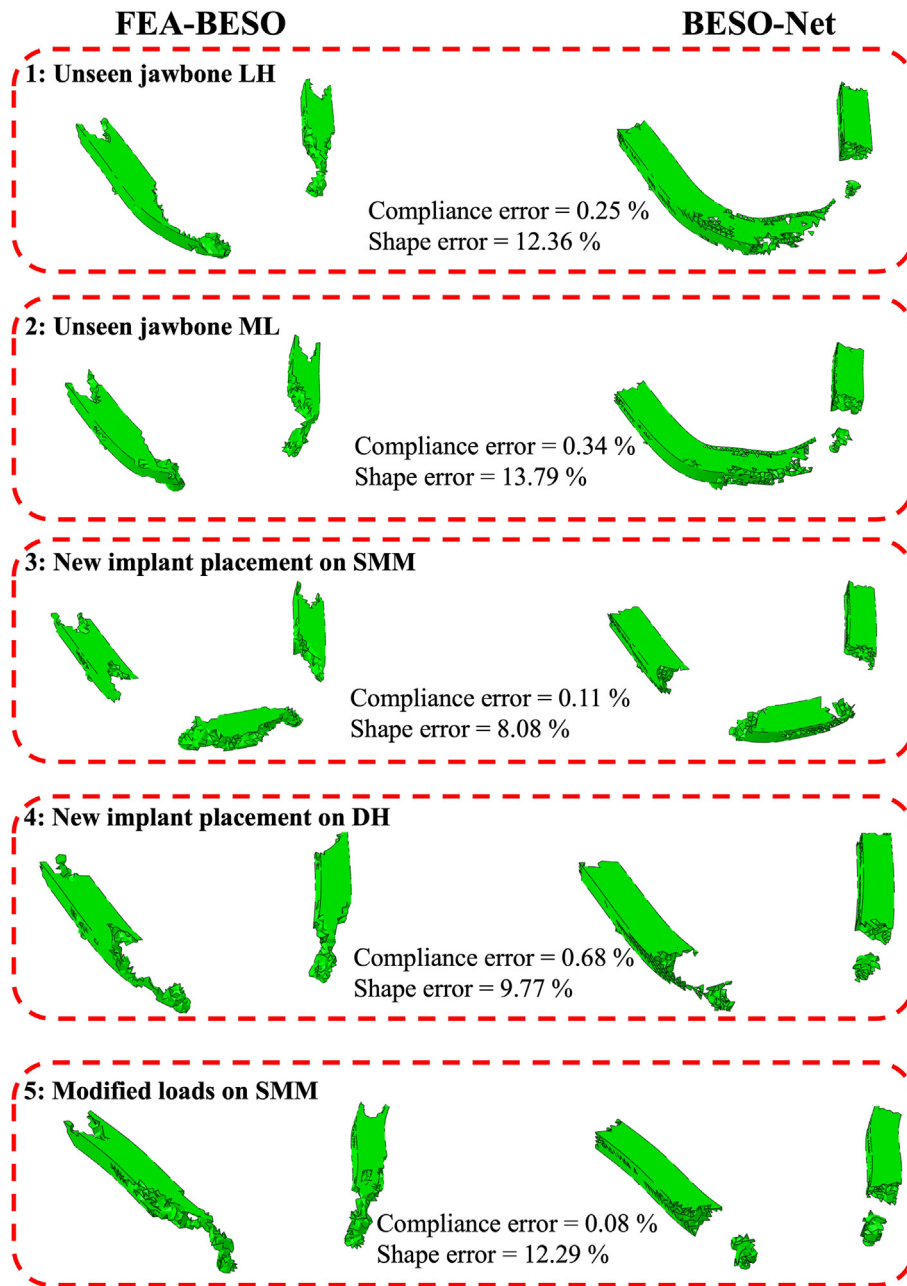 FEA-BESO
BESO-Net
1: Unseen jawbone LH
Compliance error = 0.25 %
Shape error = 12.36 %
2: Unseen jawbone ML
Compliance error = 0.34 %
Shape error = 13.79 %
3: New implant placement on SMM
Compliance error = 0.11 %
Shape error = 8.08 %
4: New implant placement on DH
Compliance error = 0.68 %
Shape error = 9.77 %
5: Modified loads on SMM
Compliance error = 0.08 %
Shape error = 12.29 %